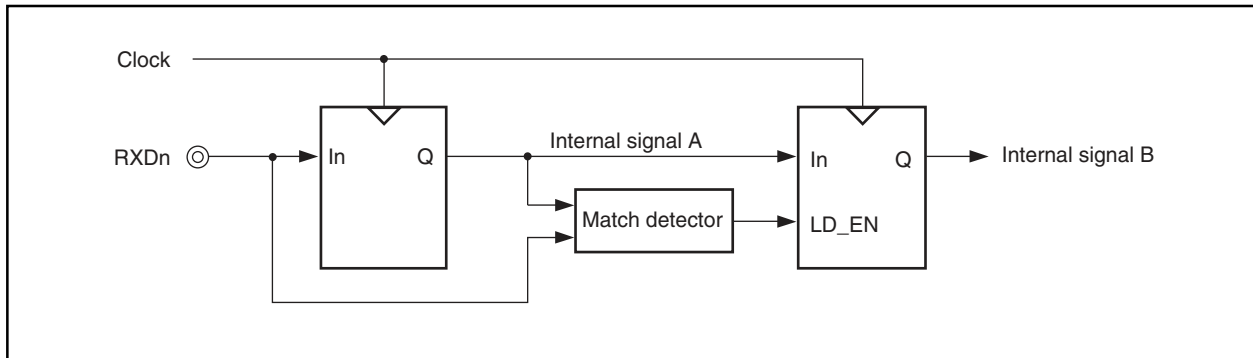 Clock
RXDn
In
Q
Internal signal A
In
Q
Internal signal B
Match detector
LD_EN